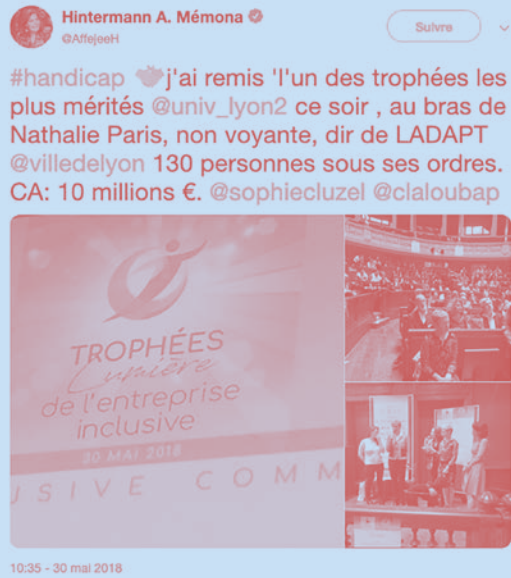 Hintermann A. Mémona
@AffejeeH
Suivre
#handicap j'ai remis 'l'un des trophées les
plus mérités @univ_lyon2 ce soir , au bras de
Nathalie Paris, non voyante, dir de LADAPT
@villedelyon 130 personnes sous ses ordres.
CA: 10 millions €. @sophiecluzel @claloubap
TROPHÉES
Lumière
de l'entreprise
inclusive
30 MAI 2018
USIVE COMM
10:35 - 30 mai 2018